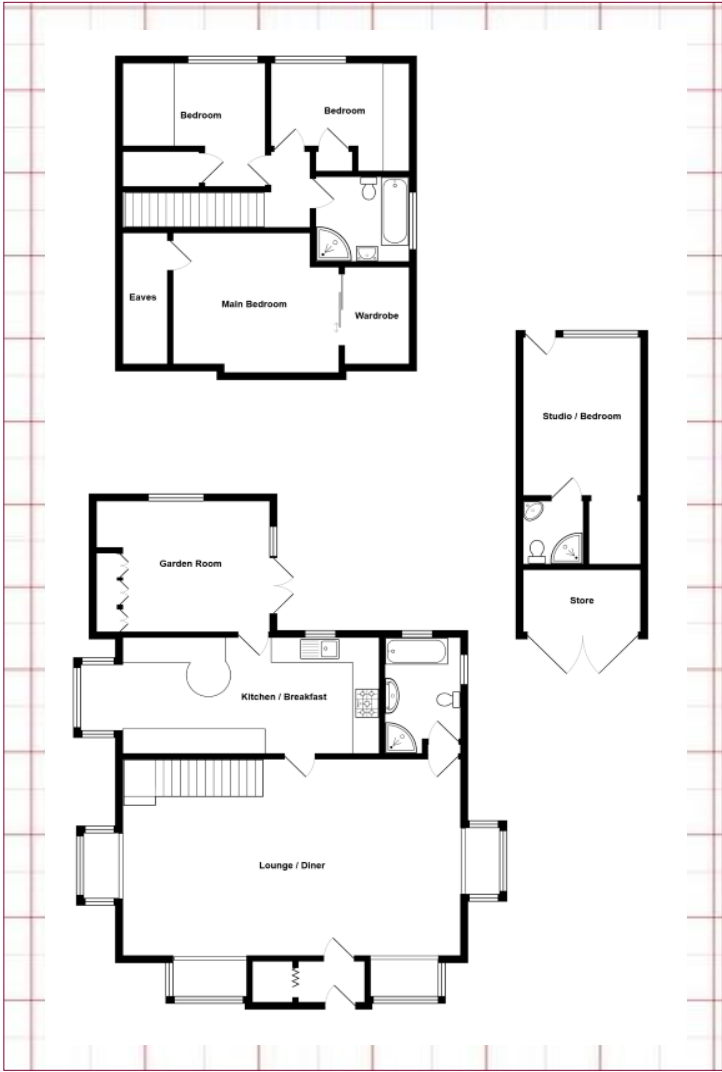 Bedroom
Bedroom
Eaves
Main Bedroom
Wardrobe
Studio / Bedroom
Store
Garden Room
Kitchen / Breakfast
Lounge / Diner